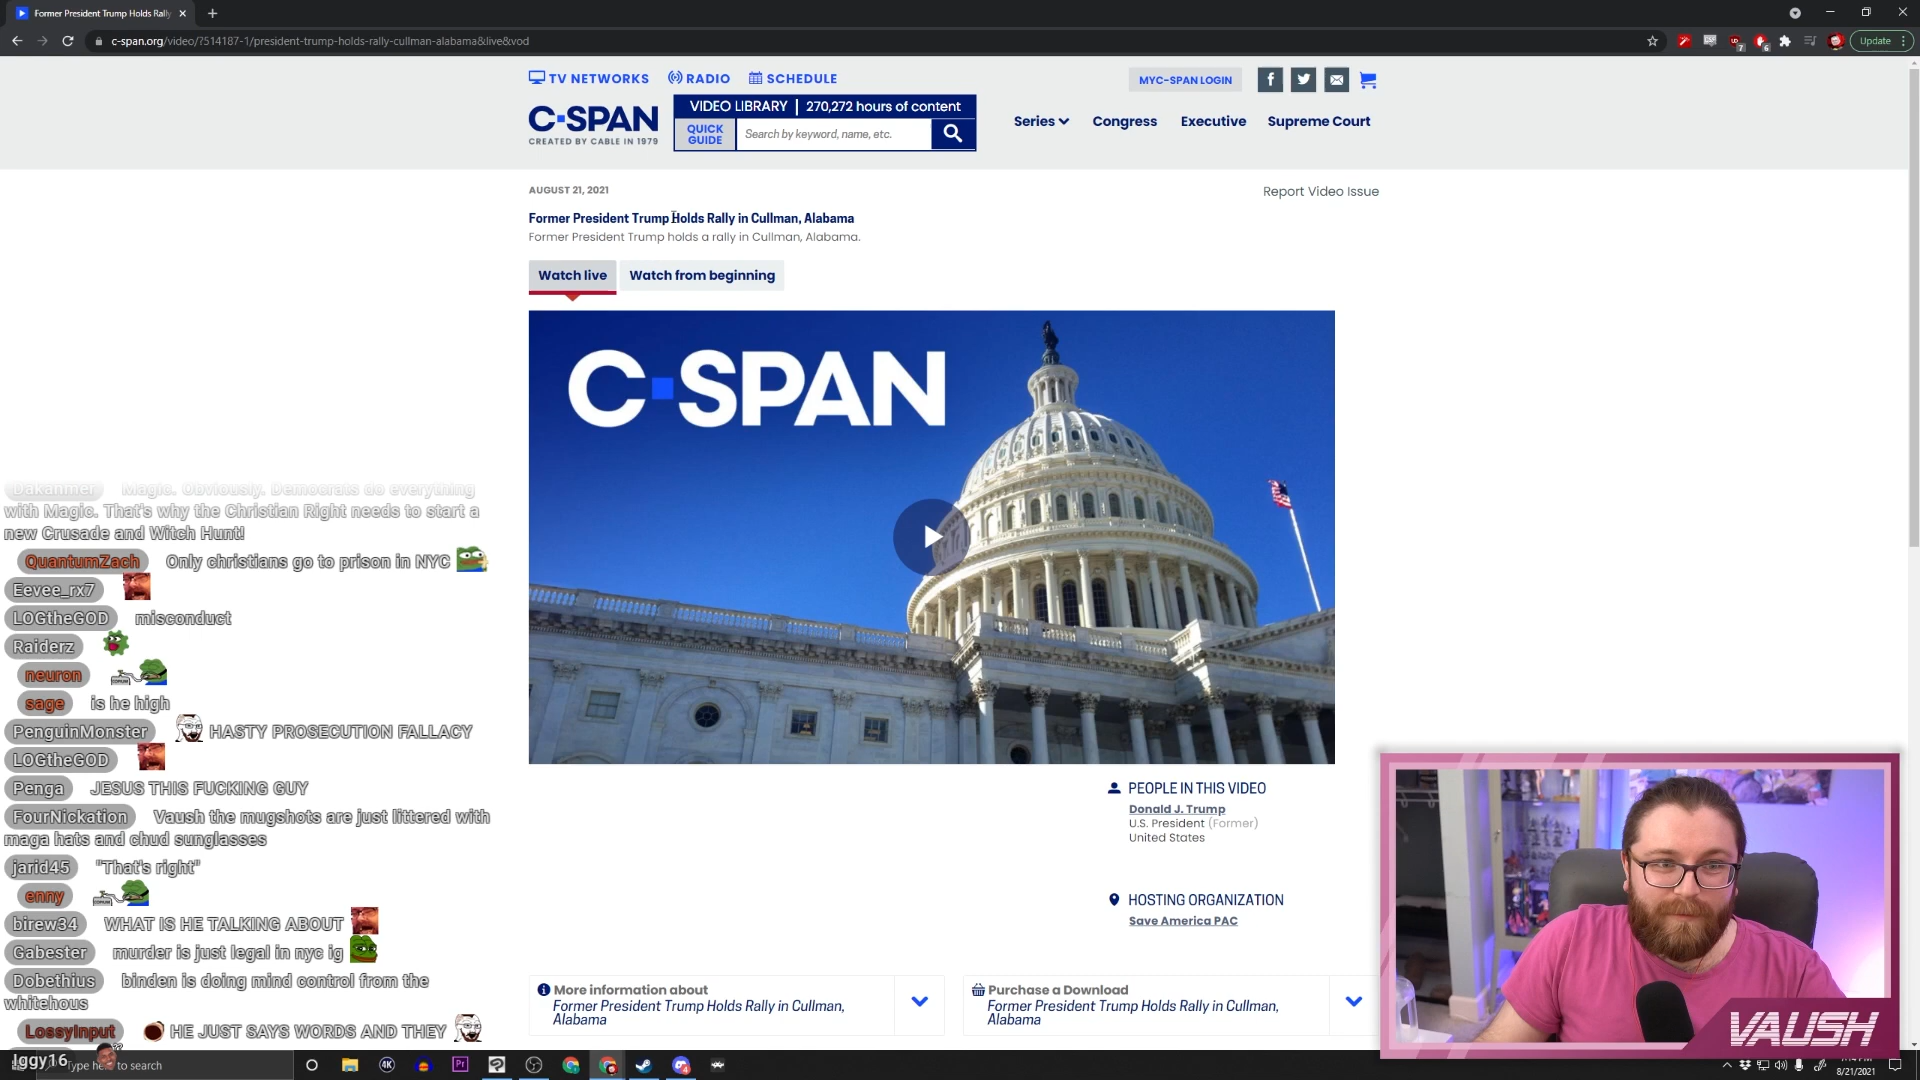 Former President Trump Holds Rally
c-span.org/video/?514187-1/president-trump-holds-rally-cullman-alabama&live&vod
Update
TV NETWORKS RADIO SCHEDULE
MYC-SPAN LOGIN
C-SPAN
CREATED BY CABLE IN 1979
VIDEO LIBRARY | 270,272 hours of content
QUICK GUIDE
Search by keyword, name, etc.
Series Congress Executive Supreme Court
AUGUST 21, 2021
Report Video Issue
Former President Trump Holds Rally in Cullman, Alabama
Former President Trump holds a rally in Cullman, Alabama.
Watch live Watch from beginning
C-SPAN
PEOPLE IN THIS VIDEO
Donald J. Trump
U.S. President (Former)
United States
HOSTING ORGANIZATION
Save America PAC
More information about
Former President Trump Holds Rally in Cullman,
Alabama
Purchase a Download
Former President Trump Holds Rally in Cullman,
Alabama
Dakanmer Magic. Obviously. Democrats do everything
with Magic. That's why the Christian Right needs to start a
new Crusade and Witch Hunt!
QuantumZach Only christians go to prison in NYC
Eevee_rx7
LOGtheGOD misconduct
Raiderz
neuron
sage is he high
PenguinMonster HASTY PROSECUTION FALLACY
LOGtheGOD
Penga JESUS THIS FUCKING GUY
FourNickation Vaush the mugshots are just littered with
maga hats and chud sunglasses
jarid45 "That's right"
enny
birew34 WHAT IS HE TALKING ABOUT
Gabester murder is just legal in nyc ig
Dobethius binden is doing mind control from the
whitehous
LossyInput HE JUST SAYS WORDS AND THEY
Iggy16
Type here to search
VAUSH
8/21/2021